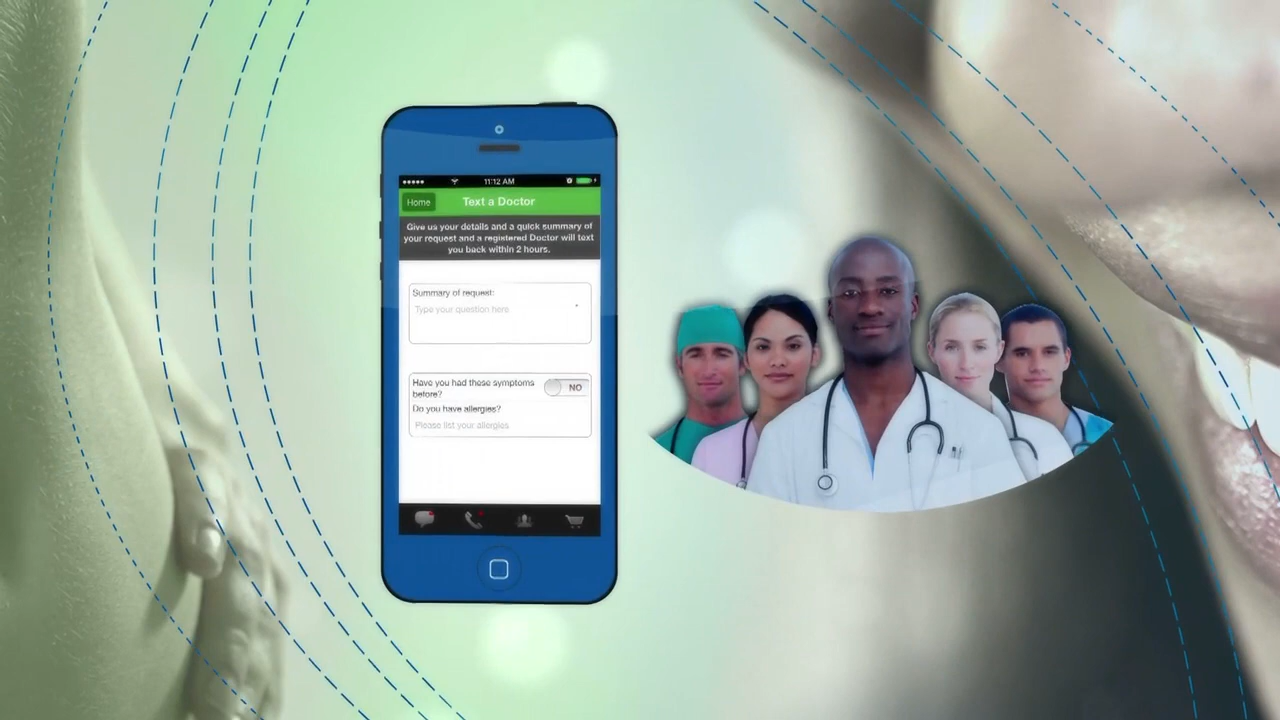 11:12 AM
Home
Text a Doctor
Give us your details and a quick summary of
your request and a registered Doctor will text
you back within 2 hours.
Summary of request:
Type your question here
Have you had these symptoms
before?
NO
Do you have allergies?
Please list your allergies